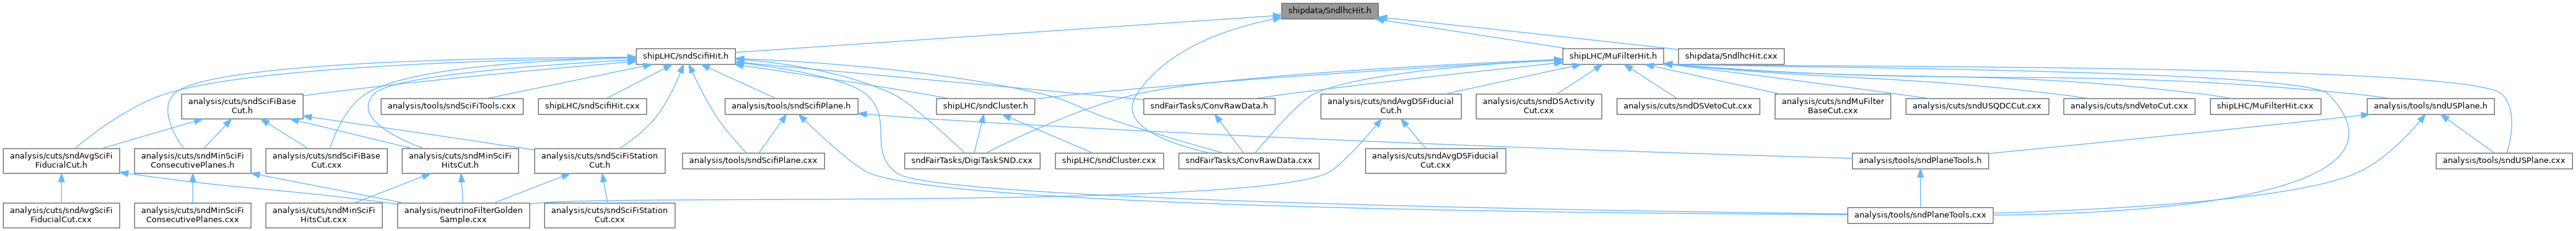 shipdata/SndlhcHit.h
shipLHC/sndScifiHit.h
shipLHC/MuFilterHit.h
shipdata/SndlhcHit.cxx
analysis/cuts/sndSciFiBase
Cut.h
analysis/tools/sndSciFiTools.cxx
shipLHC/sndScifiHit.cxx
analysis/tools/sndScifiPlane.h
shipLHC/sndCluster.h
sndFairTasks/ConvRawData.h
analysis/cuts/sndAvgDSFiducial
Cut.h
analysis/cuts/sndDSActivity
Cut.cxx
analysis/cuts/sndDSVetoCut.cxx
analysis/cuts/sndMuFilter
BaseCut.cxx
analysis/cuts/sndUSQDCCut.cxx
analysis/cuts/sndVetoCut.cxx
shipLHC/MuFilterHit.cxx
analysis/tools/sndUSPlane.h
analysis/cuts/sndAvgSciFi
FiducialCut.h
analysis/cuts/sndMinSciFi
ConsecutivePlanes.h
analysis/cuts/sndSciFiBase
Cut.cxx
analysis/cuts/sndMinSciFi
HitsCut.h
analysis/cuts/sndSciFiStation
Cut.h
analysis/tools/sndScifiPlane.cxx
sndFairTasks/DigiTaskSND.cxx
shipLHC/sndCluster.cxx
sndFairTasks/ConvRawData.cxx
analysis/cuts/sndAvgDSFiducial
Cut.cxx
analysis/tools/sndPlaneTools.h
analysis/tools/sndUSPlane.cxx
analysis/cuts/sndAvgSciFi
FiducialCut.cxx
analysis/cuts/sndMinSciFi
ConsecutivePlanes.cxx
analysis/cuts/sndMinSciFi
HitsCut.cxx
analysis/neutrinoFilterGolden
Sample.cxx
analysis/cuts/sndSciFiStation
Cut.cxx
analysis/tools/sndPlaneTools.cxx